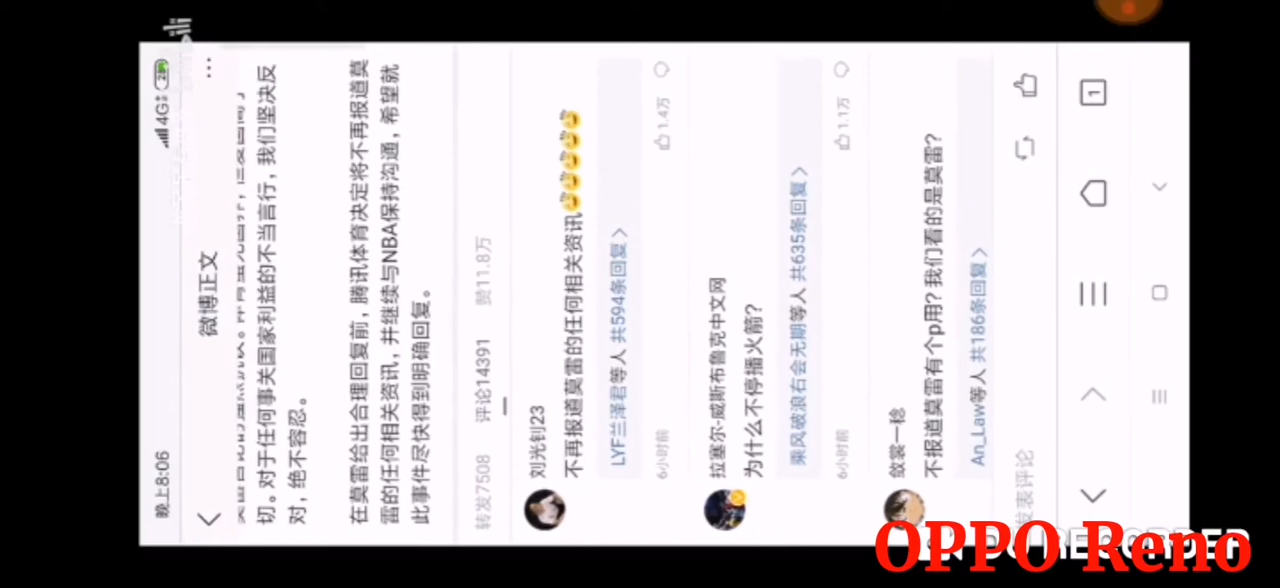 晚上8:06
4G
微博正文
切。对于任何事关国家利益的不当言行，我们坚决反
对，绝不容忍。
在莫雷给出合理回复前，腾讯体育决定将不再报道莫
雷的任何相关资讯，并继续与NBA保持沟通，希望就
此事件尽快得到明确回复。
转发7508 评论14391 赞11.8万
刘光钊23
不再报道莫雷的任何相关资讯
LYF兰泽君等人 共594条回复>
6小时前 1.4万
拉塞尔-威斯布鲁克中文网
为什么不停播火箭？
乘风破浪右会无期等人 共635条回复>
6小时前 1.1万
敛裳一稔
不报道莫雷有个p用？我们看的是莫雷？
An_Law等人 共186条回复>
发表评论
1
OPPO Reno